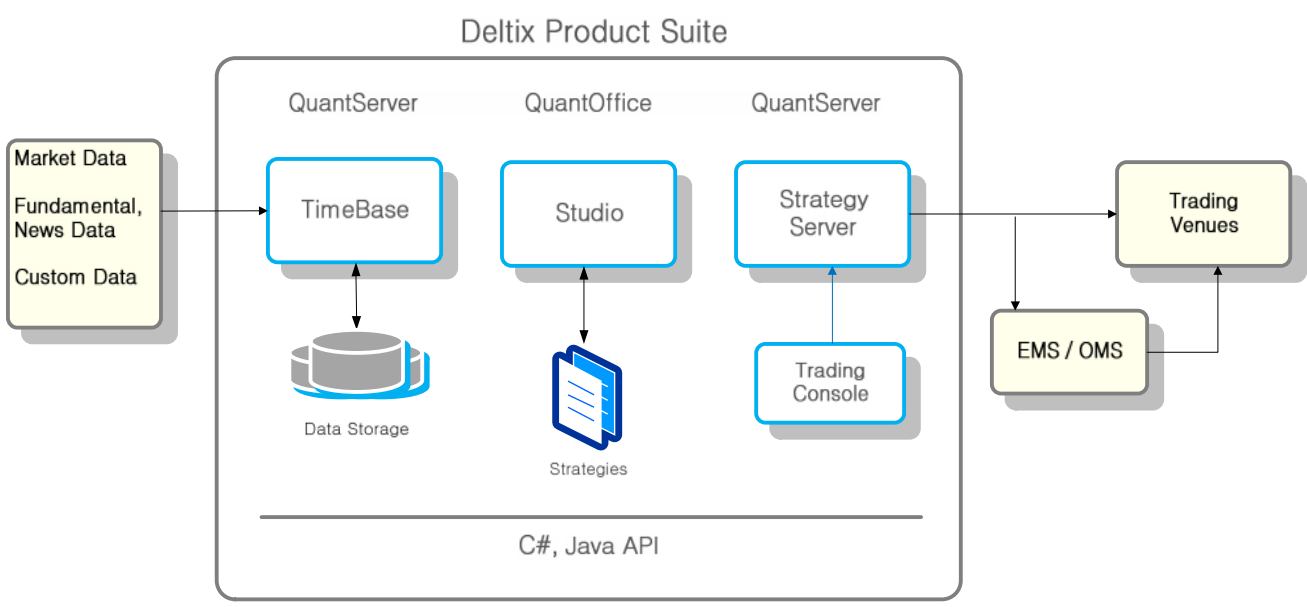 Deltix Product Suite
QuantServer
QuantOffice
QuantServer
Market Data
Fundamental,
News Data
Custom Data
TimeBase
Studio
Strategy
Server
Trading
Venues
EMS / OMS
Trading
Console
Data Storage
Strategies
C#, Java API